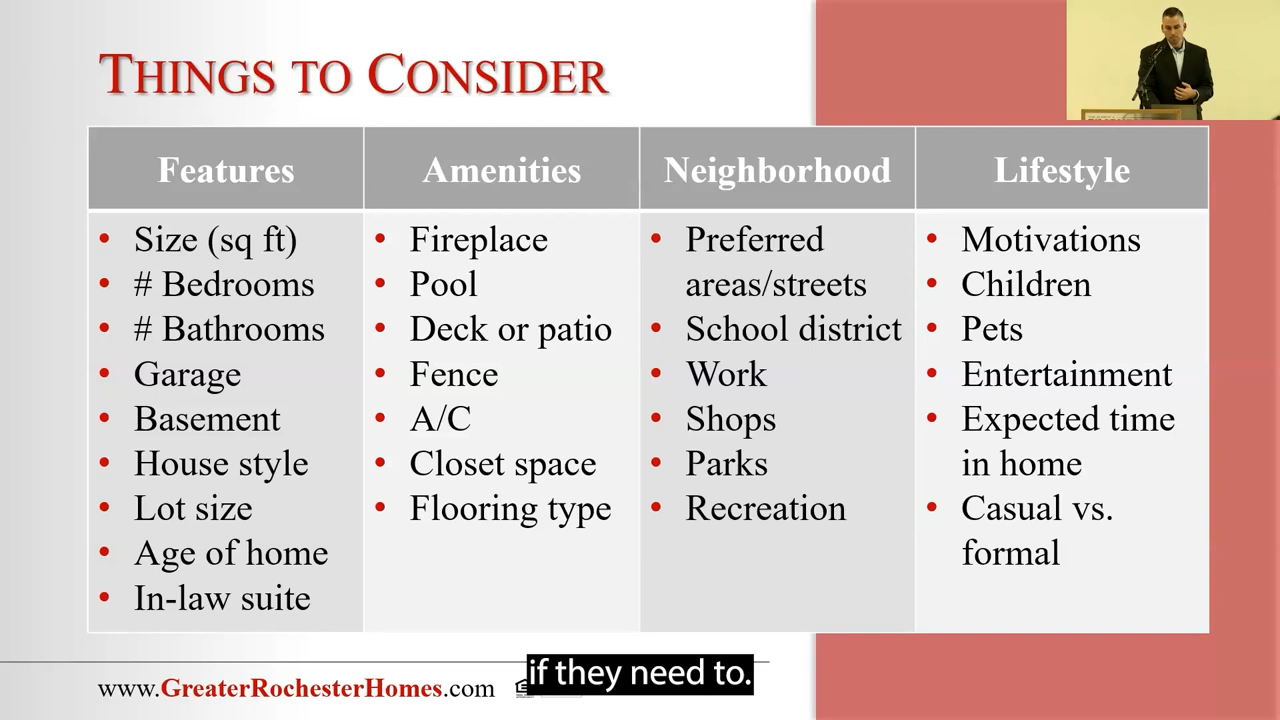 THINGS TO CONSIDER
Features
Amenities
Neighborhood
Lifestyle
• Size (sq ft)
• # Bedrooms
• # Bathrooms
• Garage
• Basement
• House style
• Lot size
• Age of home
• In-law suite
• Fireplace
• Pool
• Deck or patio
• Fence
• A/C
• Closet space
• Flooring type
• Preferred
areas/streets
• School district
• Work
• Shops
• Parks
• Recreation
• Motivations
• Children
• Pets
• Entertainment
• Expected time
in home
• Casual vs.
formal
www.GreaterRochesterHomes.com
if they need to.